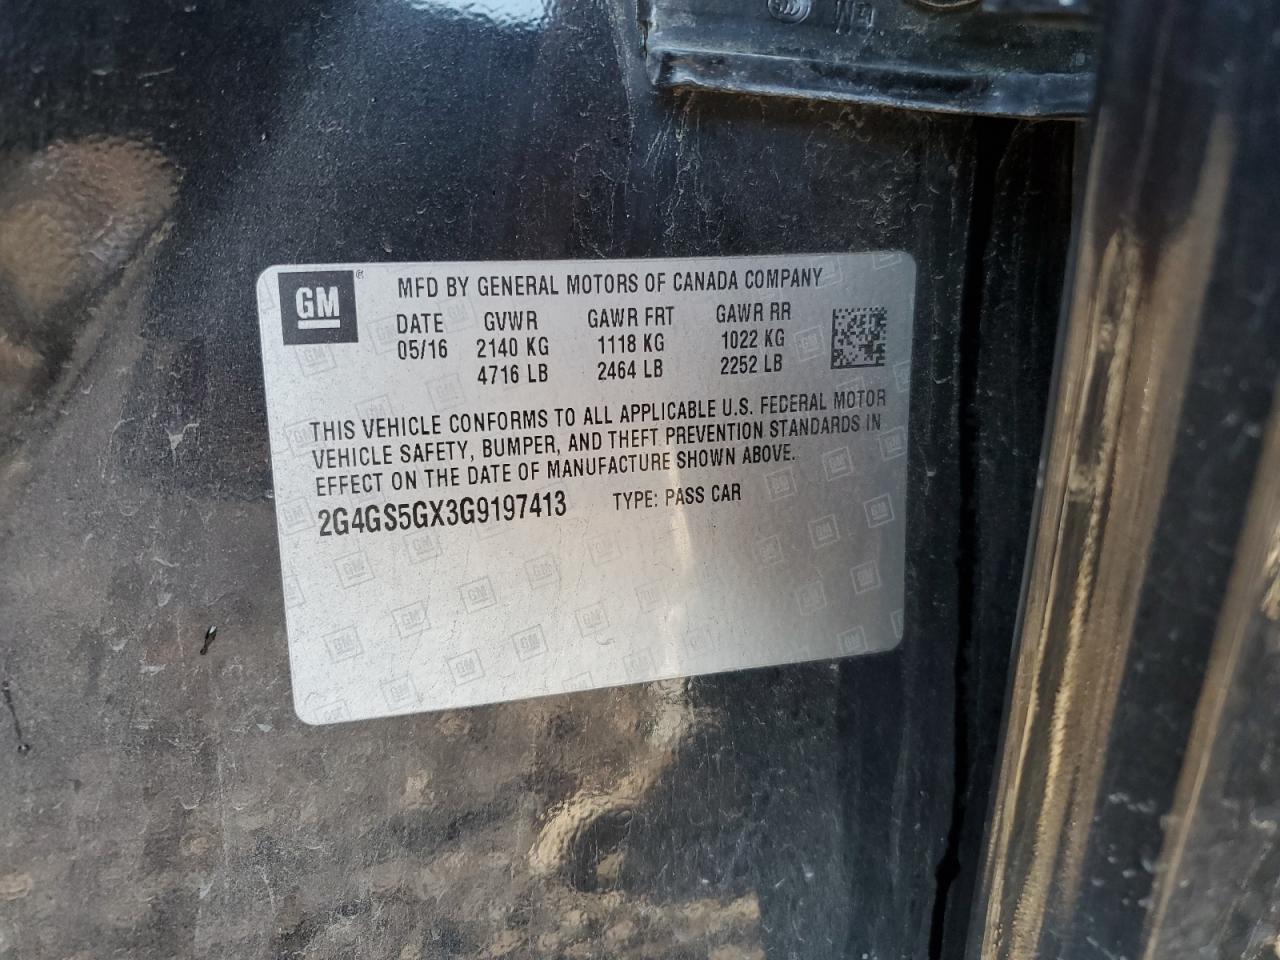 GM
MFD BY GENERAL MOTORS OF CANADA COMPANY
DATE GVWR GAWR FRT GAWR RR
05/16 2140 KG 1118 KG 1022 KG
4716 LB 2464 LB 2252 LB
THIS VEHICLE CONFORMS TO ALL APPLICABLE U.S. FEDERAL MOTOR
VEHICLE SAFETY, BUMPER, AND THEFT PREVENTION STANDARDS IN
EFFECT ON THE DATE OF MANUFACTURE SHOWN ABOVE.
2G4GS5GX3G9197413 TYPE: PASS CAR